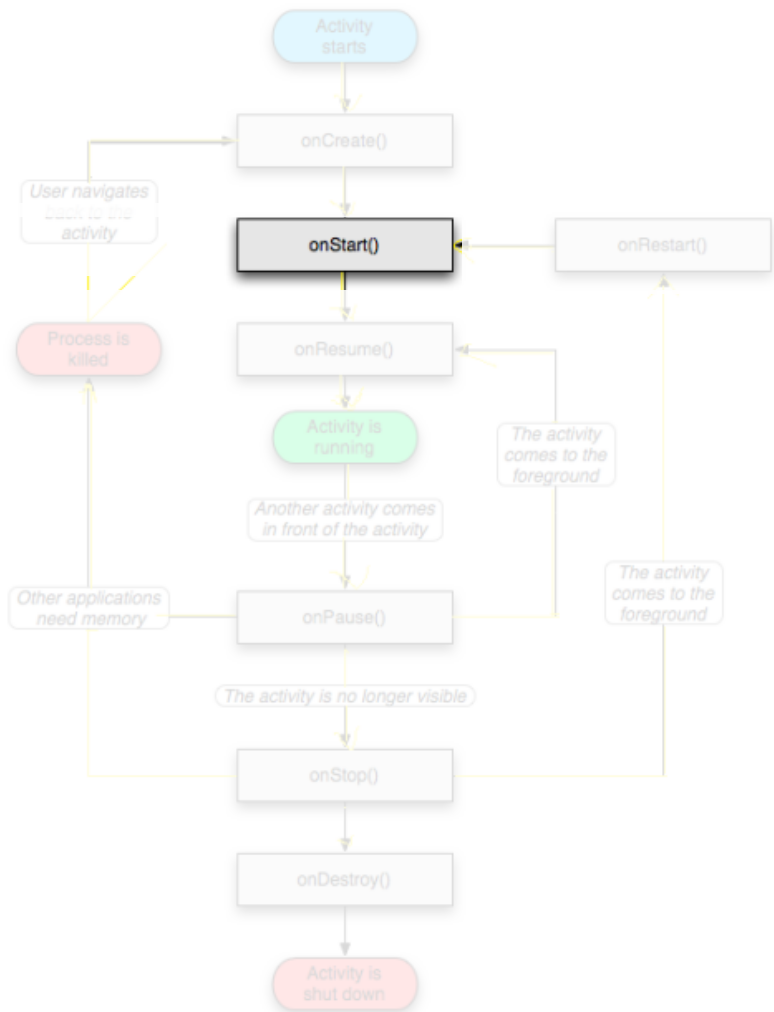 Activity
starts
onCreate()
User navigates
back to the
activity
onStart()
onRestart()
Process is
killed
onResume()
Activity is
running
The activity
comes to the
foreground
Another activity comes
in front of the activity
The activity
comes to the
foreground
Other applications
need memory
onPause()
The activity is no longer visible
onStop()
onDestroy()
Activity is
shut down